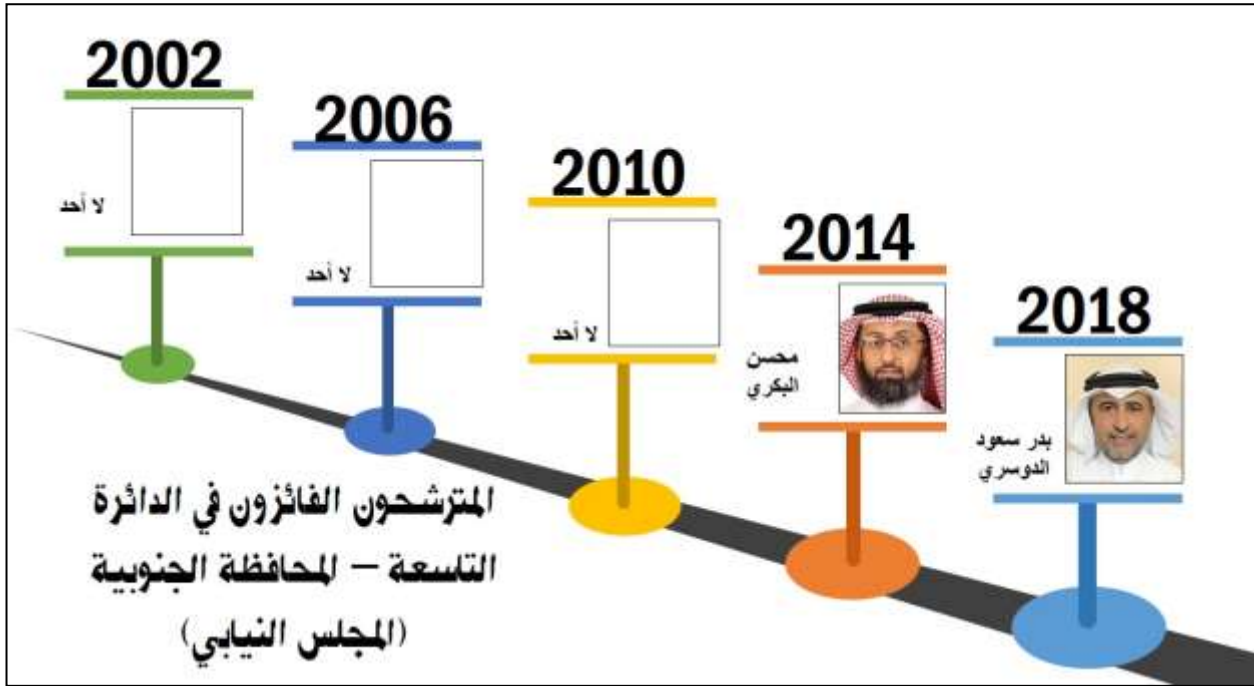 2002
لا أحد
2006
لا أحد
2010
لا أحد
2014
محسن
البكري
2018
بدر سعود
الدوسري
المترشحون الفائزون في الدائرة
التاسعة – المحافظة الجنوبية
(المجلس النيابي)